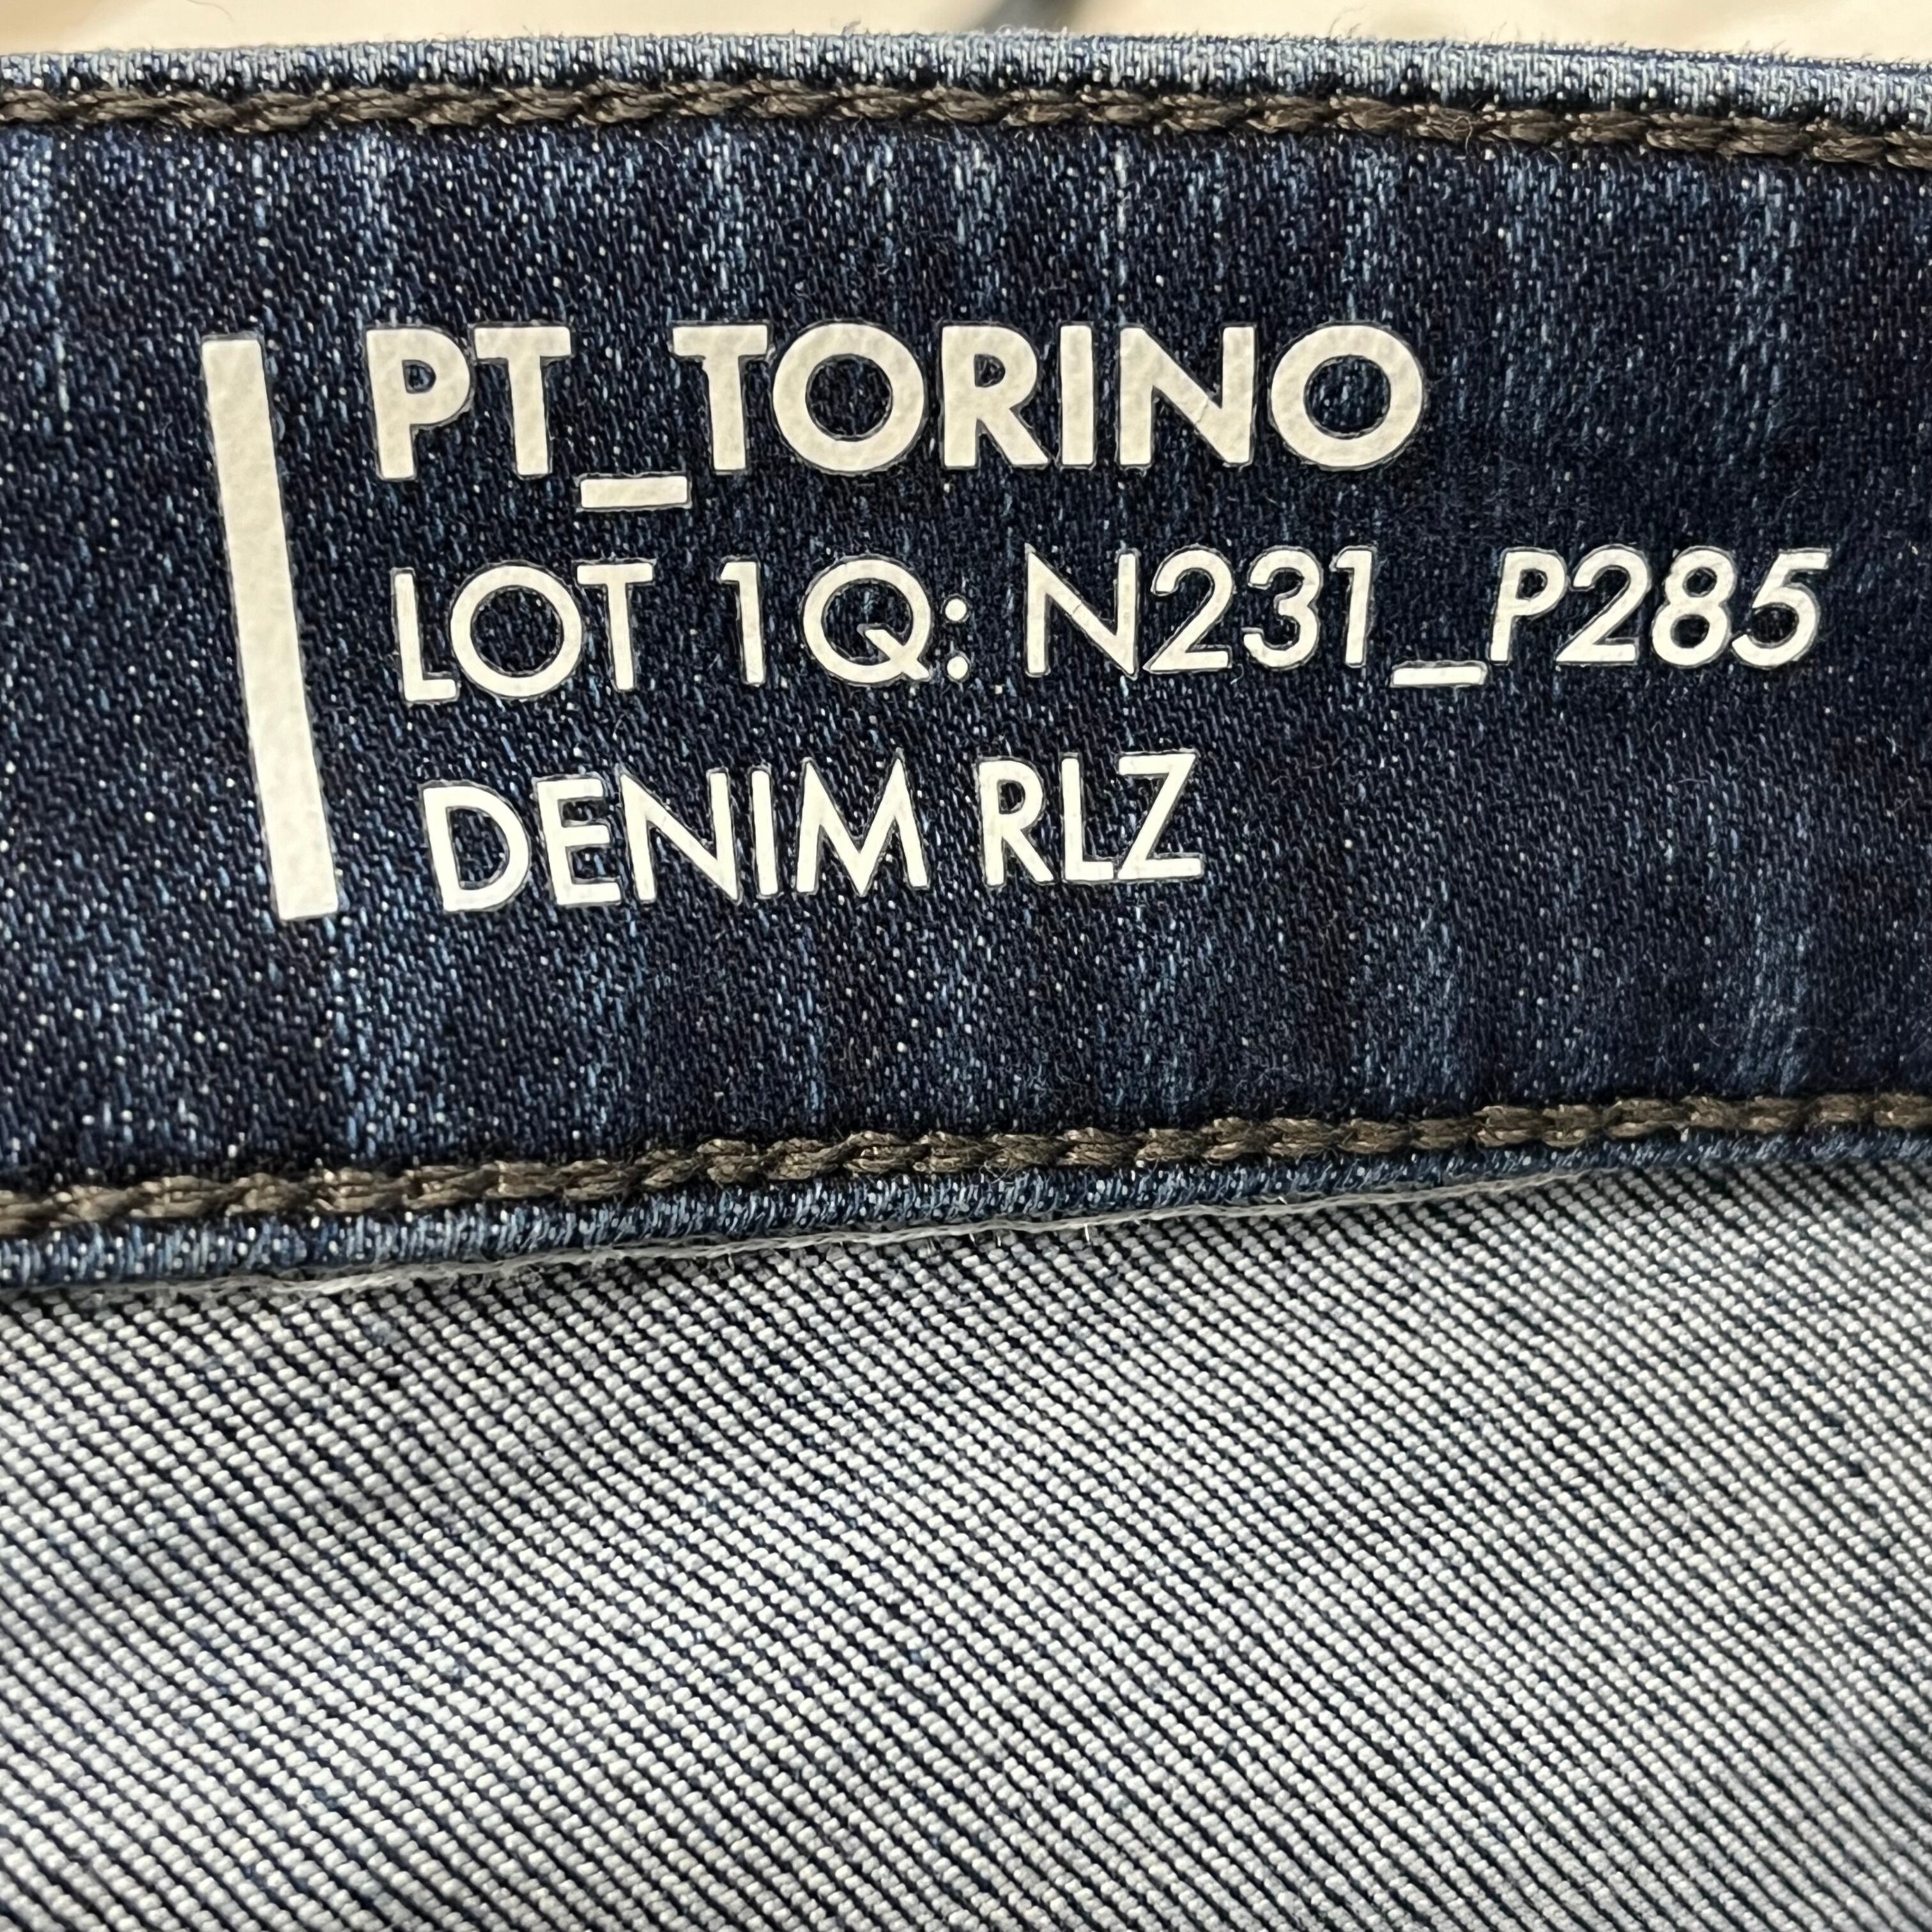 PT_TORINO
LOT 1Q: N231_P285
DENIM RLZ